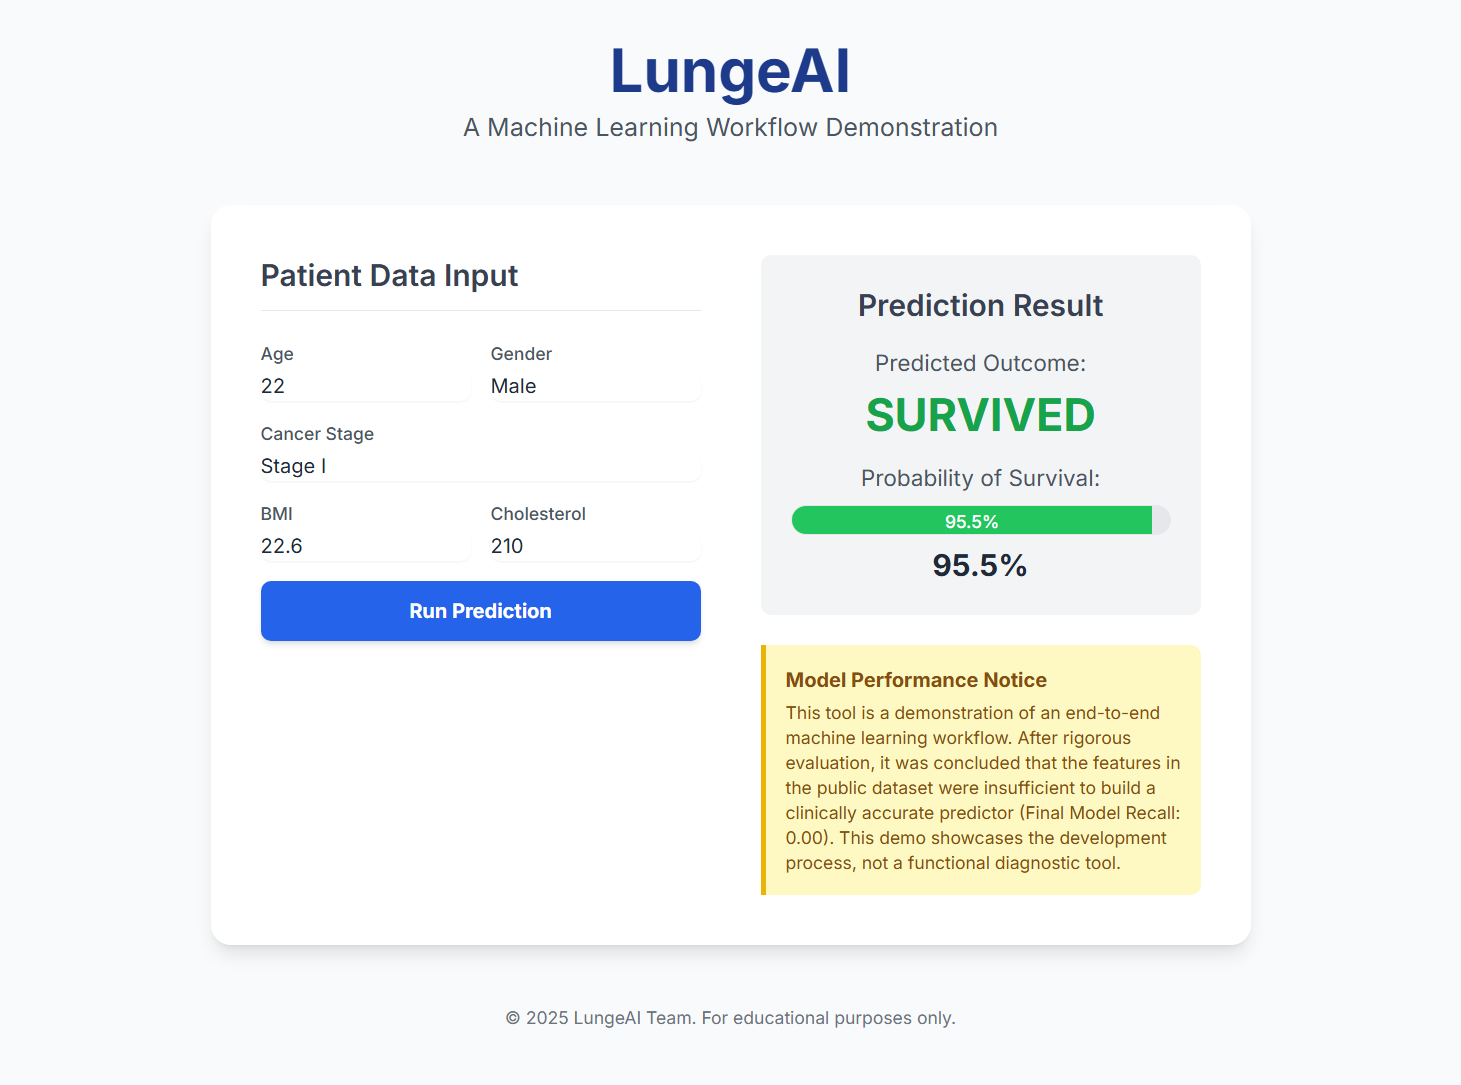 LungeAI
A Machine Learning Workflow Demonstration
Patient Data Input
Age
22
Gender
Male
Cancer Stage
Stage I
BMI
22.6
Cholesterol
210
Run Prediction
Prediction Result
Predicted Outcome:
SURVIVED
Probability of Survival:
95.5%
95.5%
Model Performance Notice
This tool is a demonstration of an end-to-end
machine learning workflow. After rigorous
evaluation, it was concluded that the features in
the public dataset were insufficient to build a
clinically accurate predictor (Final Model Recall:
0.00). This demo showcases the development
process, not a functional diagnostic tool.
© 2025 LungeAI Team. For educational purposes only.